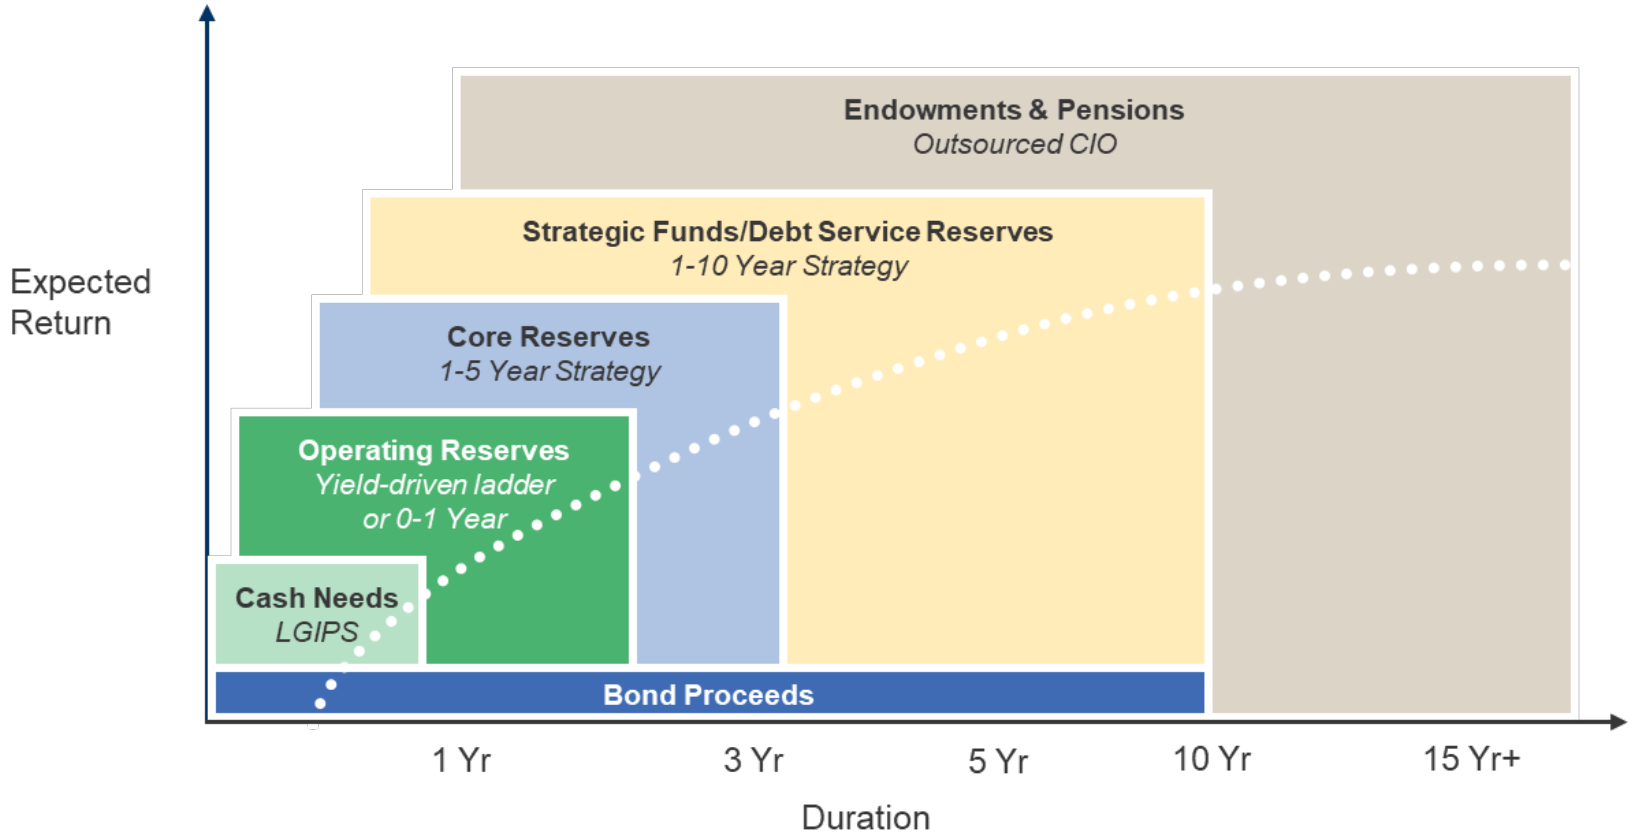 Endowments & Pensions
Outsourced CIO
Strategic Funds/Debt Service Reserves
1-10 Year Strategy
Expected
Return
Core Reserves
1-5 Year Strategy
Operating Reserves
Yield-driven ladder
or 0-1 Year
Cash Needs
LGIPS
Bond Proceeds
1 Yr
3 Yr
5 Yr
10 Yr
15 Yr+
Duration